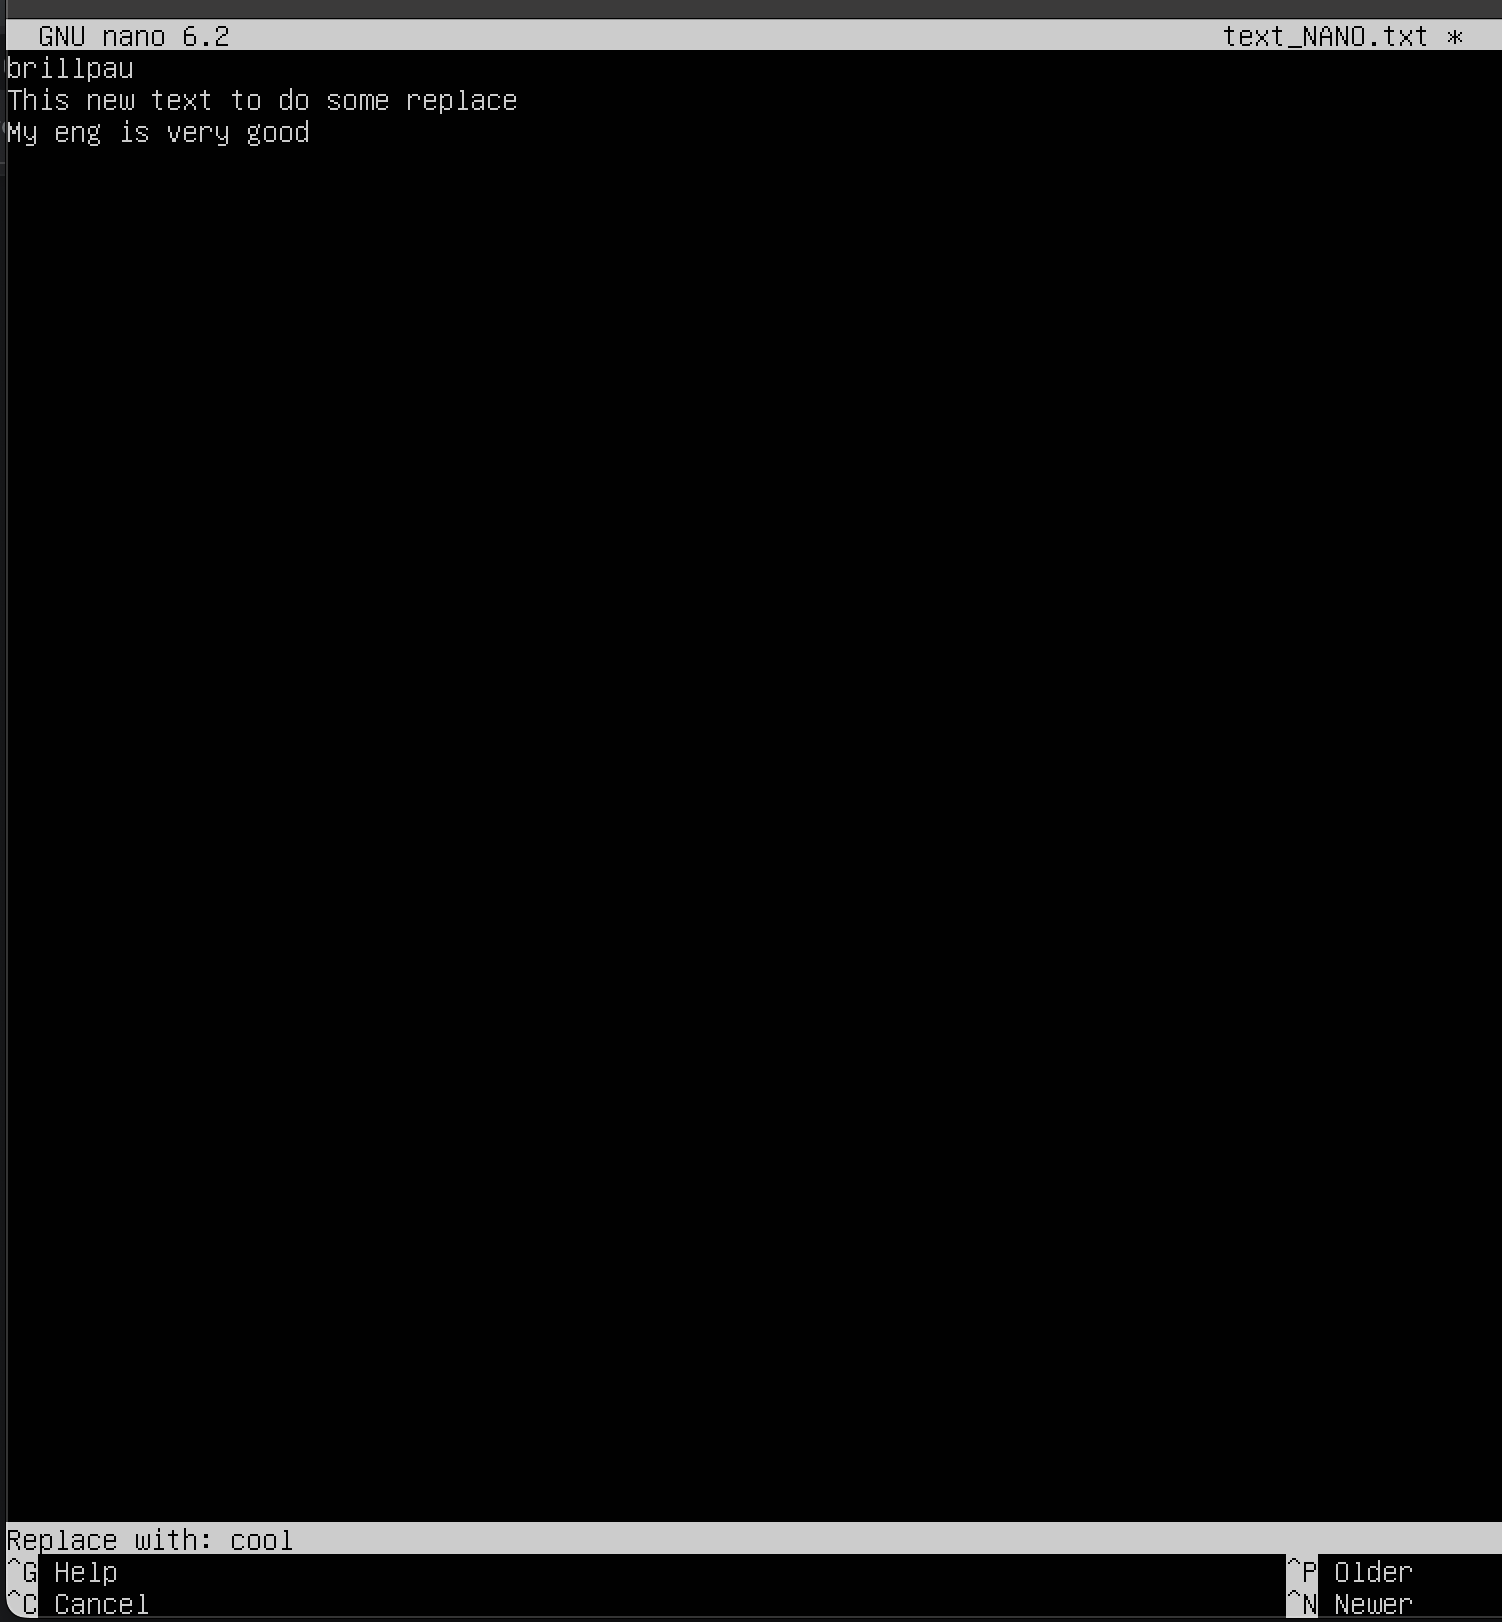 GNU nano 6.2 text_NANO.txt *
brillpau
This new text to do some replace
My eng is very good
Replace with: cool
^G Help ^P Older
^C Cancel ^N Newer